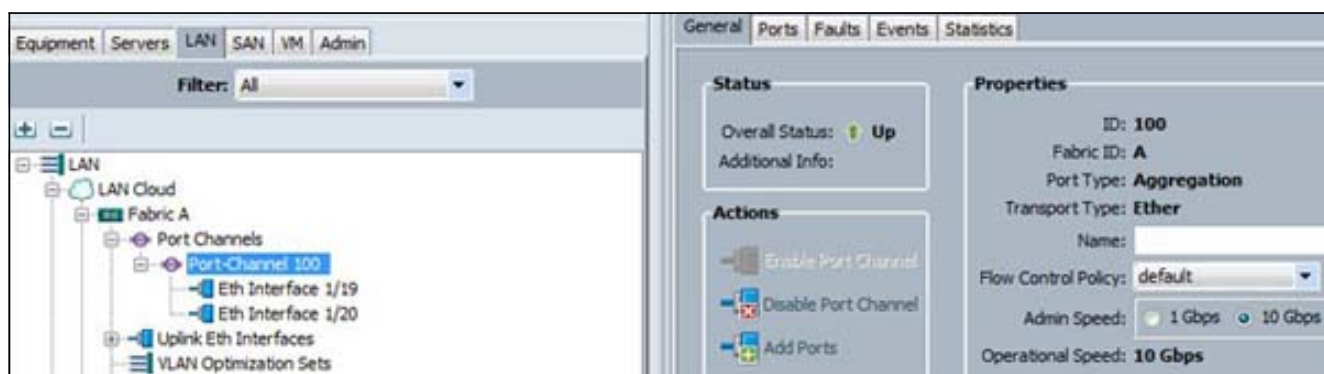 Equipment Servers LAN SAN VM Admin
Filter: All
LAN
LAN Cloud
Fabric A
Port Channels
Port-Channel 100
Eth Interface 1/19
Eth Interface 1/20
Uplink Eth Interfaces
VLAN Optimization Sets
General Ports Faults Events Statistics
Status
Overall Status: Up
Additional Info:
Actions
Enable Port Channel
Disable Port Channel
Add Ports
Properties
ID: 100
Fabric ID: A
Port Type: Aggregation
Transport Type: Ether
Name:
Flow Control Policy: default
Admin Speed: 1 Gbps 10 Gbps
Operational Speed: 10 Gbps